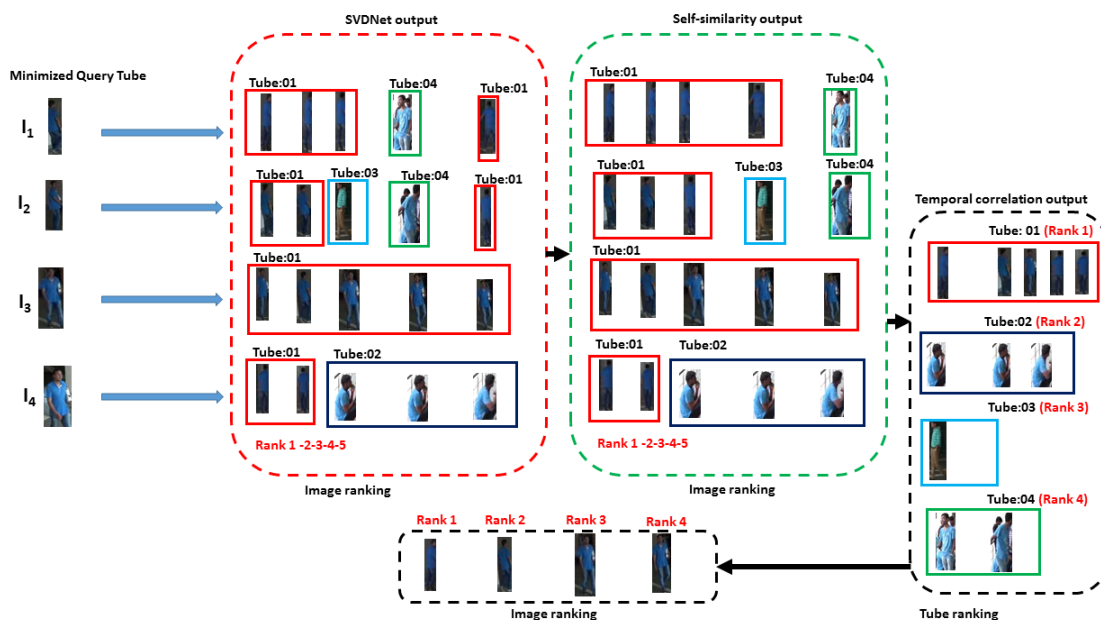 SVDNet output
Self-similarity output
Minimized Query Tube
Tube:01
Tube:04
Tube:01
Tube:01
Tube:04
I1
Tube:01
Tube:03
Tube:04
Tube:01
Tube:01
Tube:03
Tube:04
I2
Temporal correlation output
Tube: 01 (Rank 1)
Tube:01
Tube:01
I3
Tube:02 (Rank 2)
Tube:01
Tube:02
Tube:01
Tube:02
I4
Tube:03 (Rank 3)
Rank 1 -2-3-4-5
Rank 1 -2-3-4-5
Image ranking
Image ranking
Tube:04 (Rank 4)
Rank 1
Rank 2
Rank 3
Rank 4
Image ranking
Tube ranking